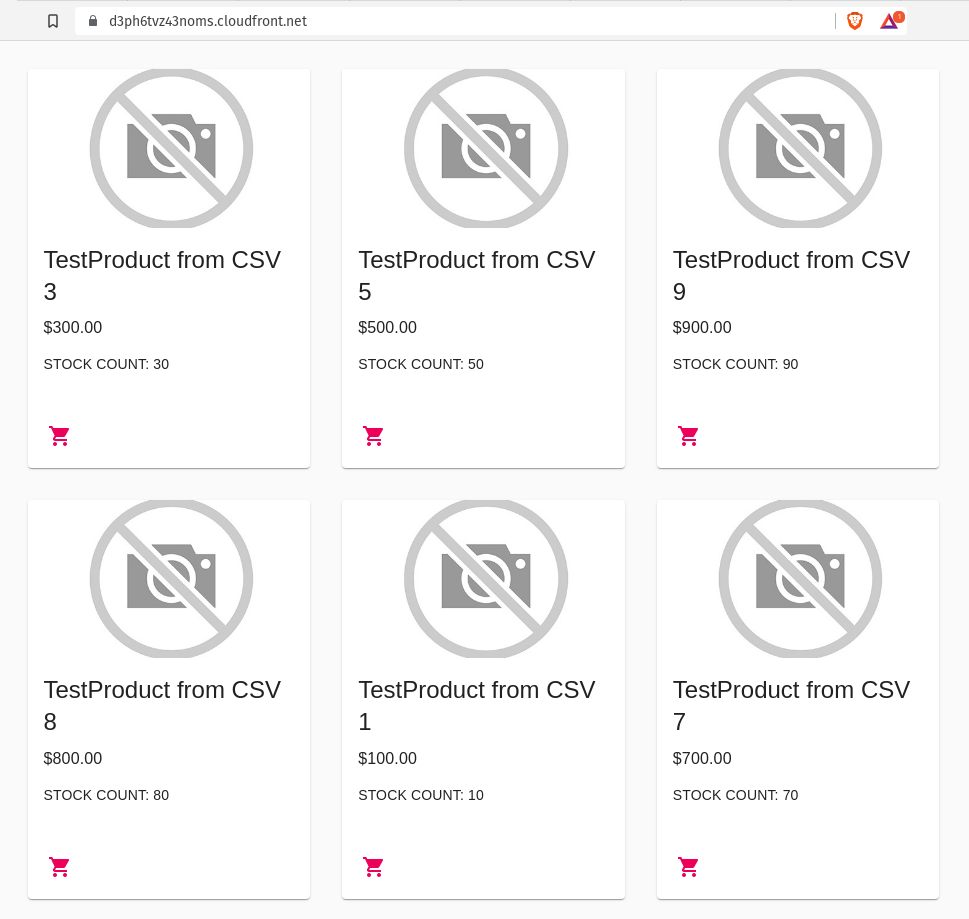 d3ph6tvz43noms.cloudfront.net
1
TestProduct from CSV
3
$300.00
STOCK COUNT: 30
TestProduct from CSV
5
$500.00
STOCK COUNT: 50
TestProduct from CSV
9
$900.00
STOCK COUNT: 90
TestProduct from CSV
8
$800.00
STOCK COUNT: 80
TestProduct from CSV
1
$100.00
STOCK COUNT: 10
TestProduct from CSV
7
$700.00
STOCK COUNT: 70